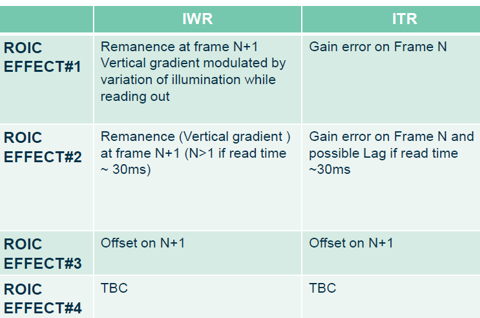 IWR ITR
ROIC
EFFECT#1
Remanence at frame N+1
Vertical gradient modulated by
variation of illumination while
reading out
Gain error on Frame N
ROIC
EFFECT#2
Remanence (Vertical gradient )
at frame N+1 (N>1 if read time
~ 30ms)
Gain error on Frame N and
possible Lag if read time
~30ms
ROIC
EFFECT#3
Offset on N+1
Offset on N+1
ROIC
EFFECT#4
TBC
TBC